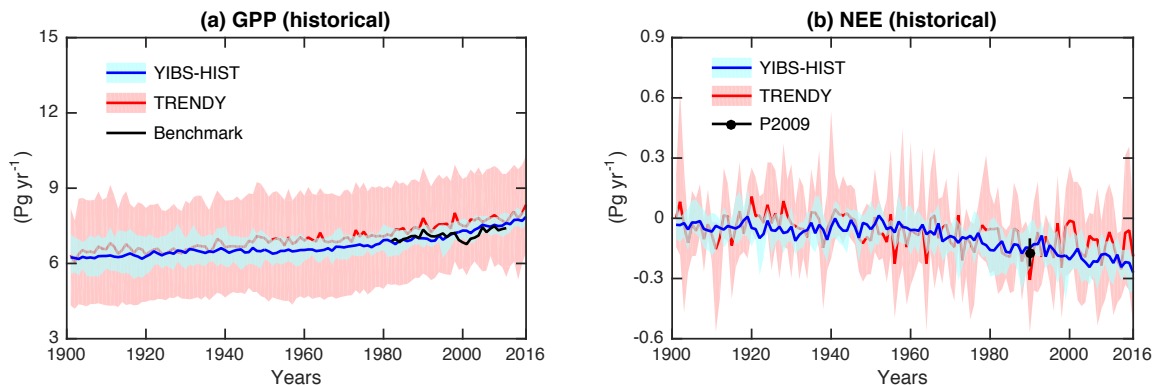 (a) GPP (historical)
15
12
9
6
3
(Pg yr-1)
YIBS-HIST
TRENDY
Benchmark
1900 1920 1940 1960 1980 2000 2016
Years
(b) NEE (historical)
0.9
0.6
0.3
0
-0.3
-0.6
(Pg yr-1)
YIBS-HIST
TRENDY
P2009
1900 1920 1940 1960 1980 2000 2016
Years